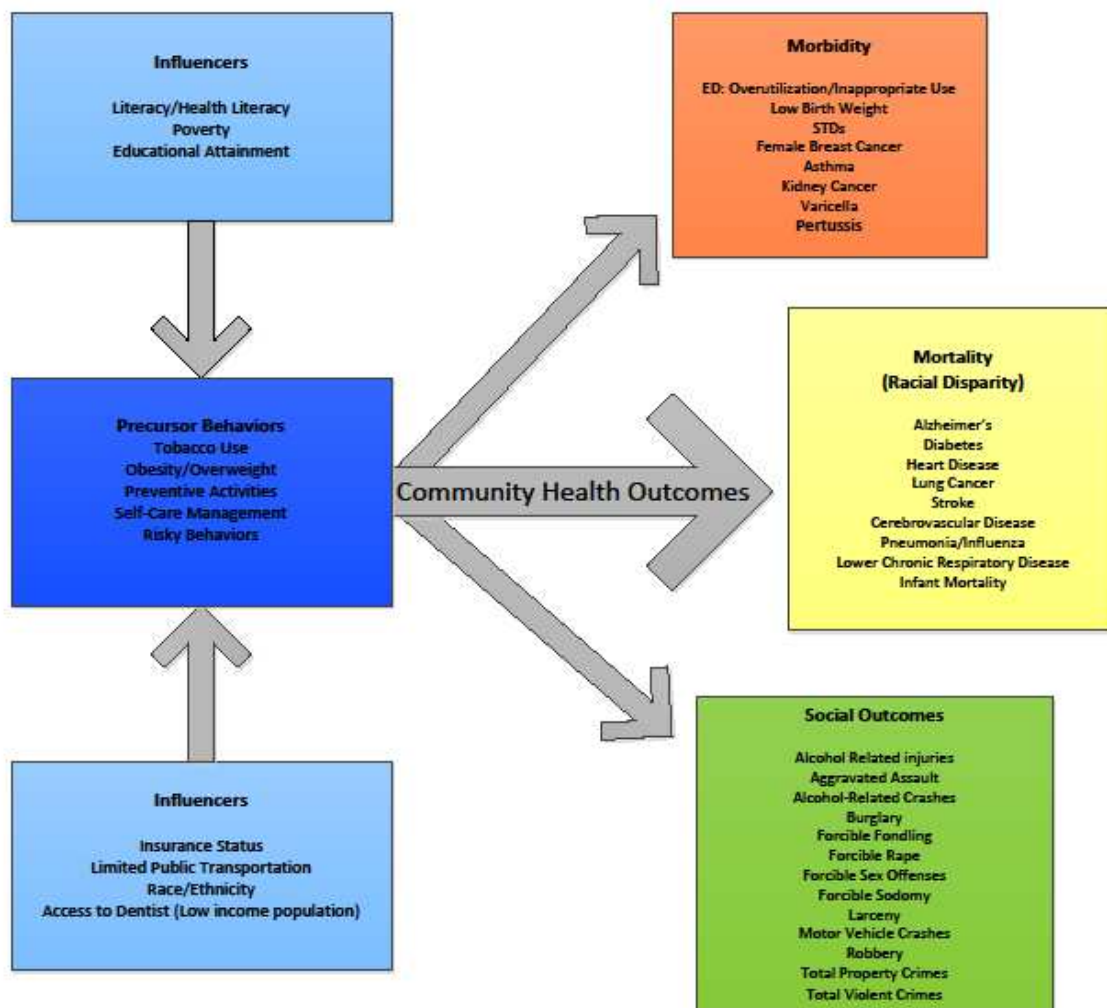 Influencers
Literacy/Health Literacy
Poverty
Educational Attainment
Precursor Behaviors
Tobacco Use
Obesity/Overweight
Preventive Activities
Self-Care Management
Risky Behaviors
Influencers
Insurance Status
Limited Public Transportation
Race/Ethnicity
Access to Dentist (Low income population)
Community Health Outcomes
Morbidity
ED: Overutilization/Inappropriate Use
Low Birth Weight
STDs
Female Breast Cancer
Asthma
Kidney Cancer
Varicella
Pertussis
Mortality
(Racial Disparity)
Alzheimer's
Diabetes
Heart Disease
Lung Cancer
Stroke
Cerebrovascular Disease
Pneumonia/Influenza
Lower Chronic Respiratory Disease
Infant Mortality
Social Outcomes
Alcohol Related injuries
Aggravated Assault
Alcohol-Related Crashes
Burglary
Forcible Fondling
Forcible Rape
Forcible Sex Offenses
Forcible Sodomy
Larceny
Motor Vehicle Crashes
Robbery
Total Property Crimes
Total Violent Crimes